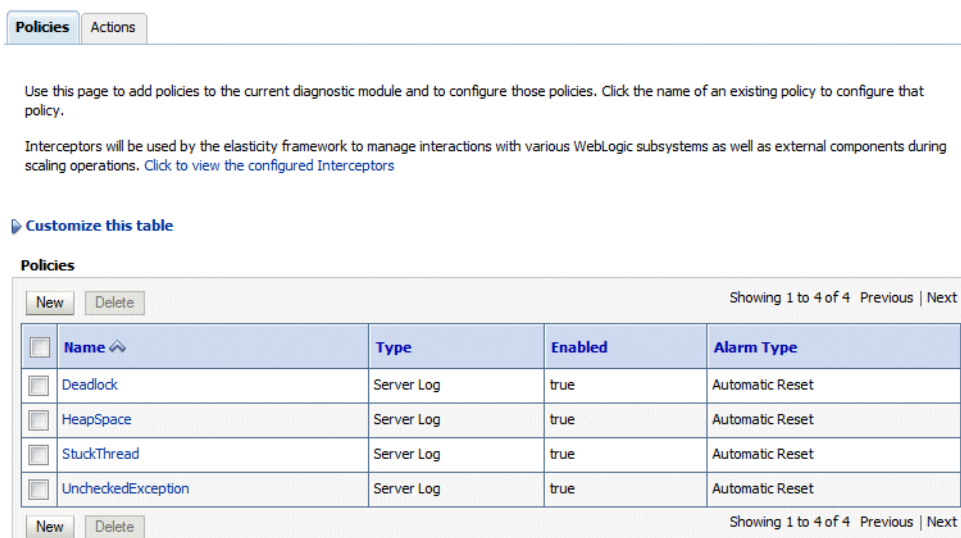 Policies Actions
Use this page to add policies to the current diagnostic module and to configure those policies. Click the name of an existing policy to configure that
policy.
Interceptors will be used by the elasticity framework to manage interactions with various WebLogic subsystems as well as external components during
scaling operations. Click to view the configured Interceptors
Customize this table
Policies
New Delete Showing 1 to 4 of 4 Previous | Next
Name Type Enabled Alarm Type
Deadlock Server Log true Automatic Reset
HeapSpace Server Log true Automatic Reset
StuckThread Server Log true Automatic Reset
UncheckedException Server Log true Automatic Reset
New Delete Showing 1 to 4 of 4 Previous | Next